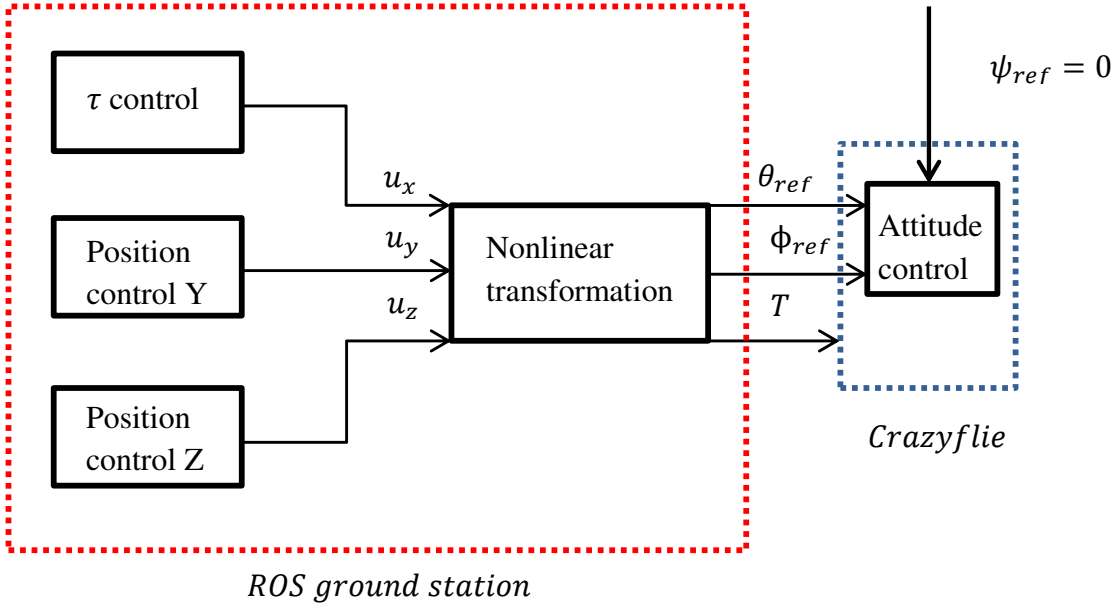 τ control
Position
control Y
Position
control Z
u_x
u_y
u_z
Nonlinear
transformation
θ_ref
ϕ_ref
T
ψ_ref = 0
Attitude
control
Crazyflie
ROS ground station